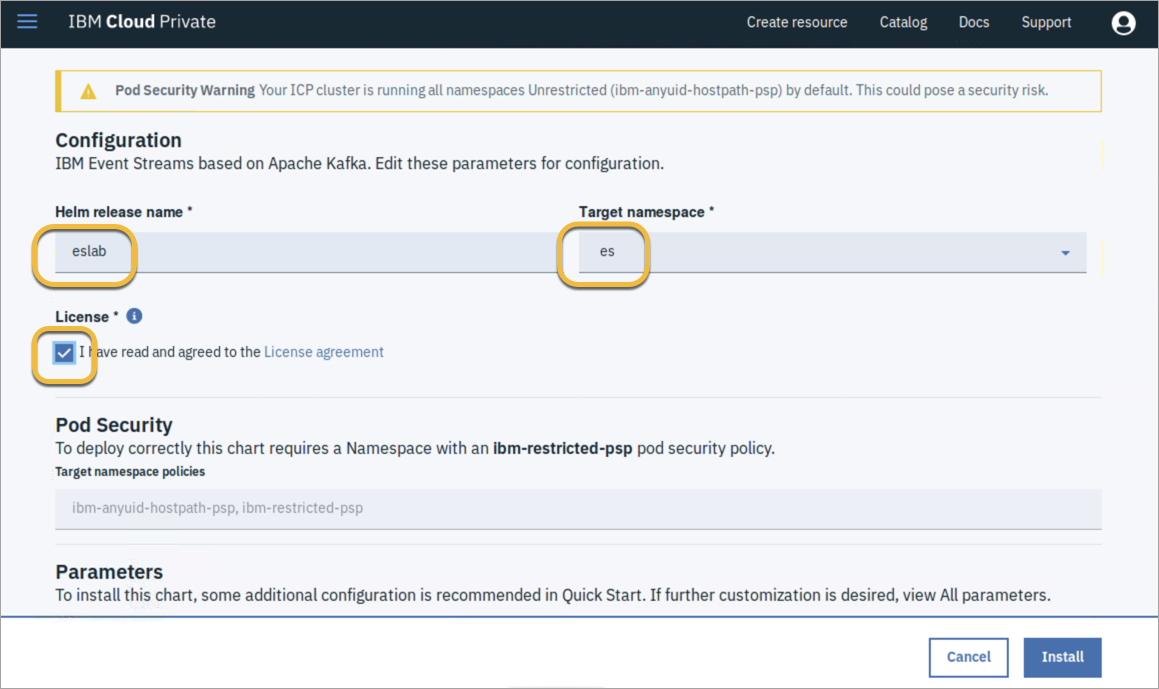 IBM Cloud Private
Create resource Catalog Docs Support
Pod Security Warning Your ICP cluster is running all namespaces Unrestricted (ibm-anyuid-hostpath-psp) by default. This could pose a security risk.
Configuration
IBM Event Streams based on Apache Kafka. Edit these parameters for configuration.
Helm release name * Target namespace *
eslab es
License *
I have read and agreed to the License agreement
Pod Security
To deploy correctly this chart requires a Namespace with an ibm-restricted-psp pod security policy.
Target namespace policies
ibm-anyuid-hostpath-psp, ibm-restricted-psp
Parameters
To install this chart, some additional configuration is recommended in Quick Start. If further customization is desired, view All parameters.
Cancel Install